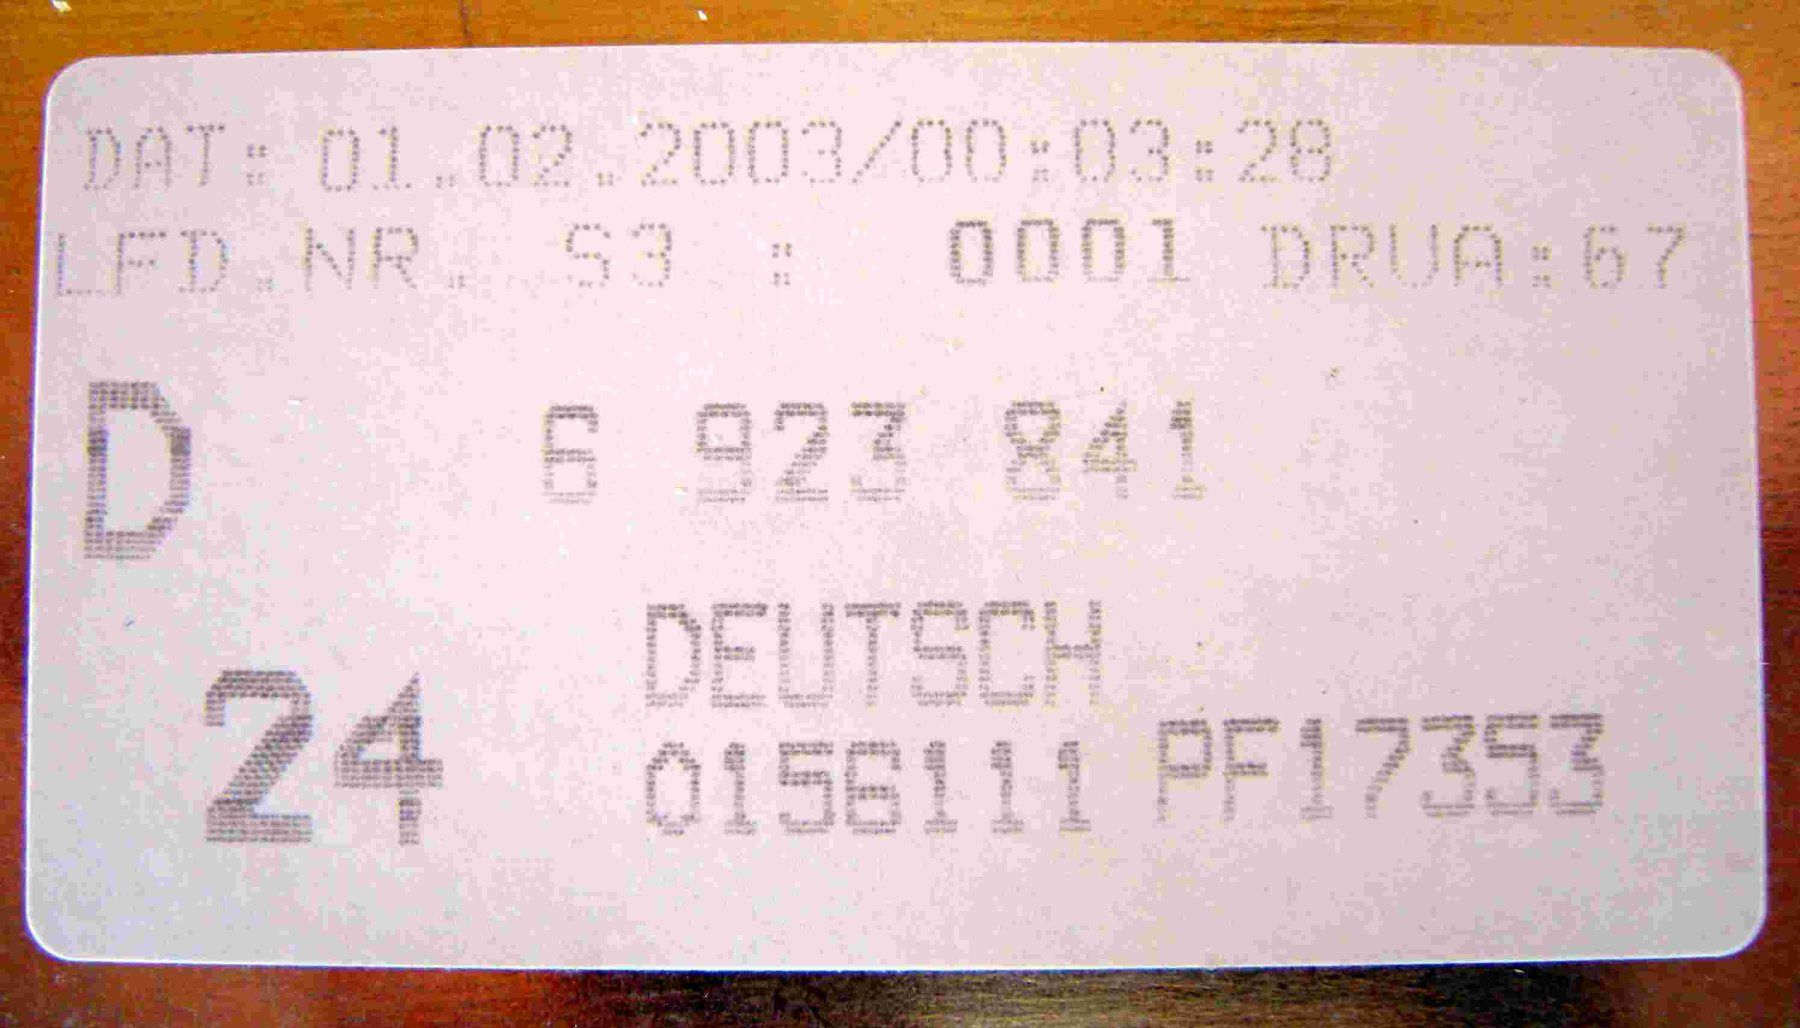 DAT: 01.02.2003/00:03:28
LFD.NR. S3 : 0001 DRUA:67
D 6 923 841
DEUTSCH
24 0156111 PF17353